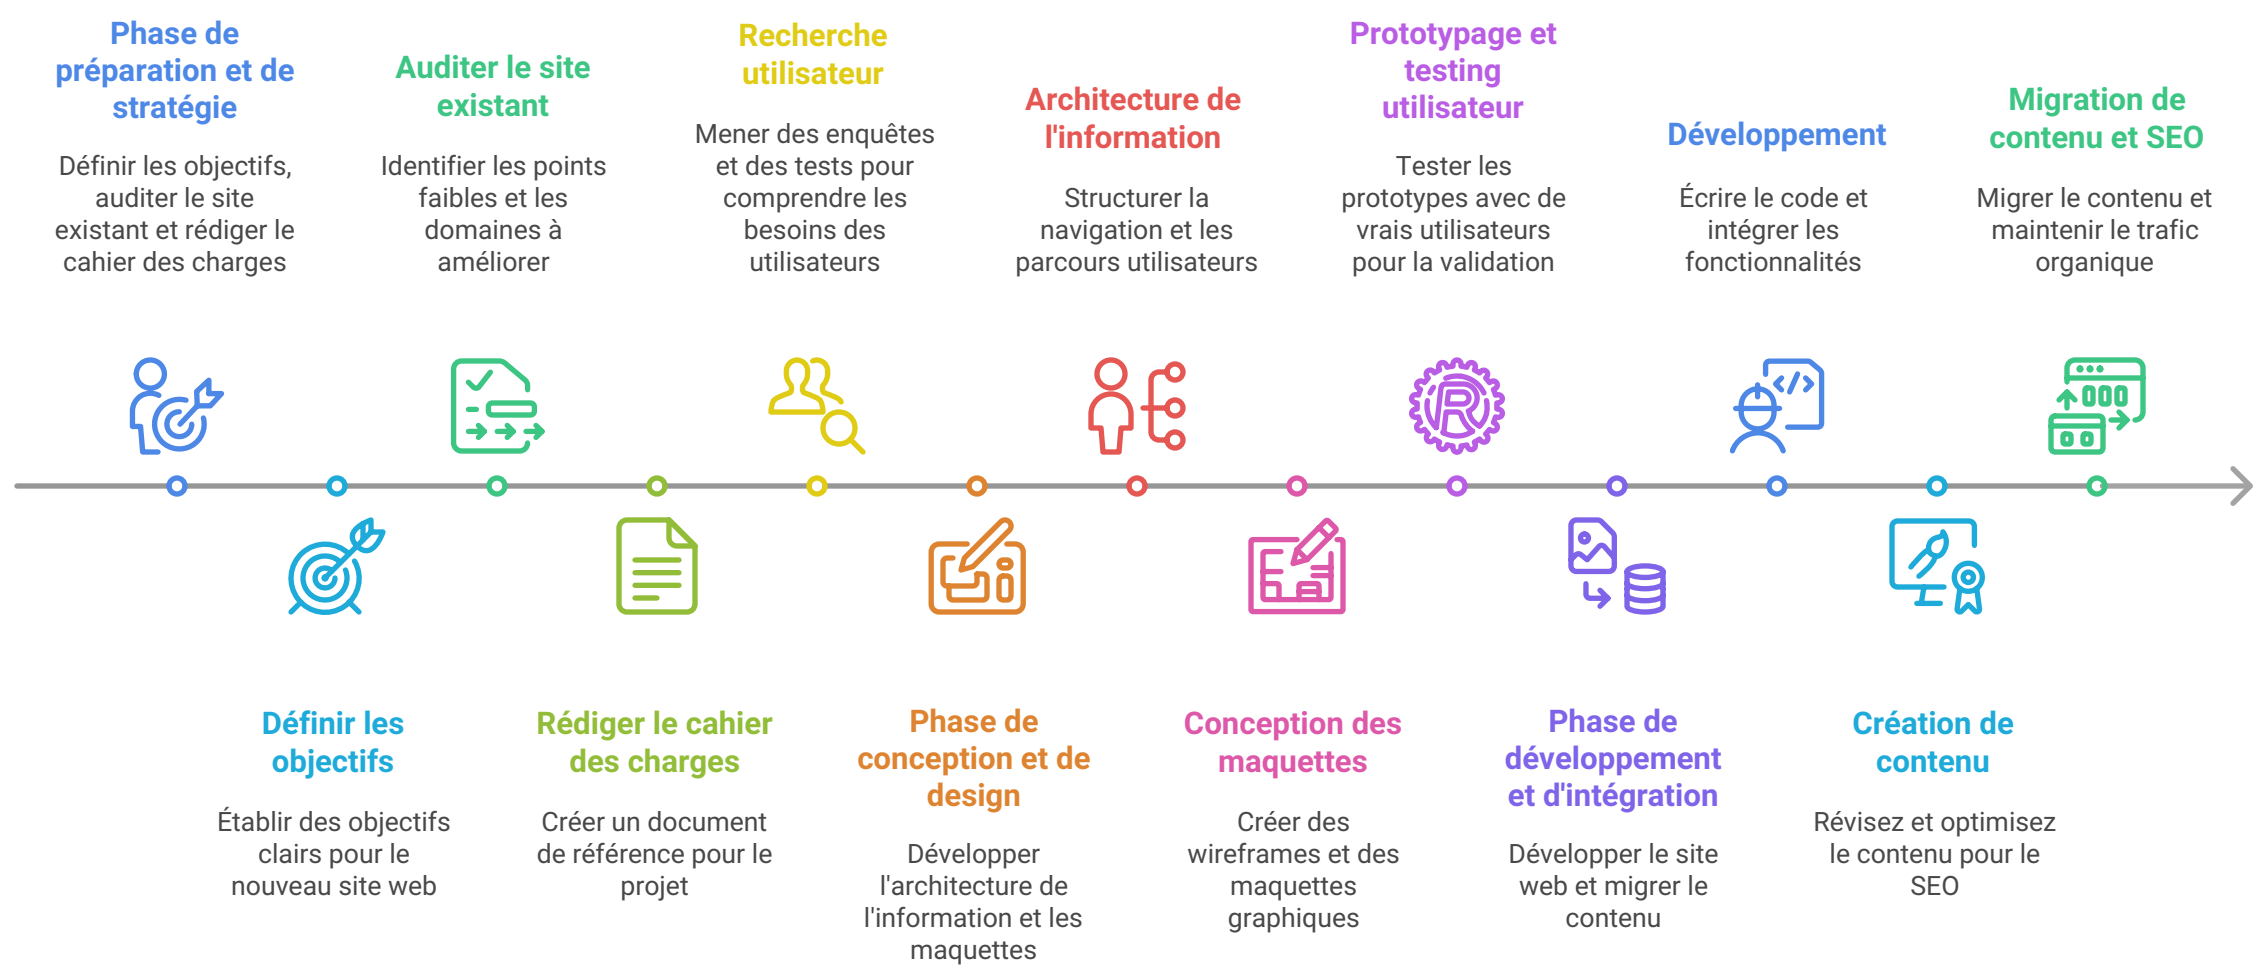 Phase de
préparation et de
stratégie
Définir les objectifs,
auditer le site
existant et rédiger le
cahier des charges
Définir les
objectifs
Établir des objectifs
clairs pour le
nouveau site web
Auditer le site
existant
Identifier les points
faibles et les
domaines à
améliorer
Rédiger le cahier
des charges
Créer un document
de référence pour le
projet
Recherche
utilisateur
Mener des enquêtes
et des tests pour
comprendre les
besoins des
utilisateurs
Phase de
conception et de
design
Développer
l'architecture de
l'information et les
maquettes
Architecture de
l'information
Structurer la
navigation et les
parcours utilisateurs
Conception des
maquettes
Créer des
wireframes et des
maquettes
graphiques
Prototypage et
testing
utilisateur
Tester les
prototypes avec de
vrais utilisateurs
pour la validation
R
Phase de
développement
et d'intégration
Développer le site
web et migrer le
contenu
Développement
Écrire le code et
intégrer les
fonctionnalités
</>
Création de
contenu
Révisez et optimisez
le contenu pour le
SEO
Migration de
contenu et SEO
Migrer le contenu et
maintenir le trafic
organique